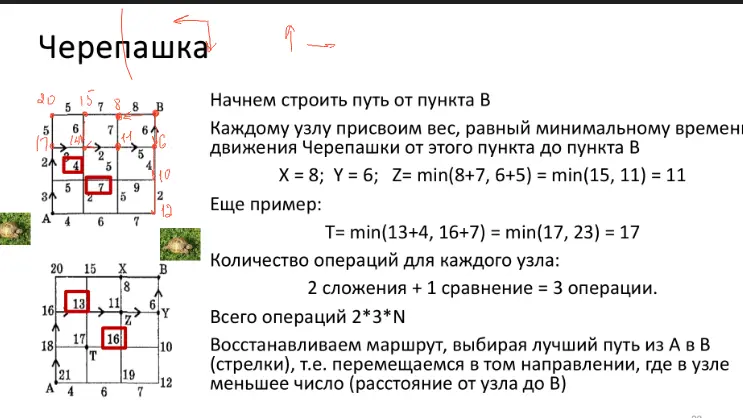 Черепашка
Начнем строить путь от пункта В
Каждому узлу присвоим вес, равный минимальному времени
движения Черепашки от этого пункта до пункта В
X = 8; Y = 6; Z= min(8+7, 6+5) = min(15, 11) = 11
Еще пример:
T= min(13+4, 16+7) = min(17, 23) = 17
Количество операций для каждого узла:
2 сложения + 1 сравнение = 3 операции.
Всего операций 2*3*N
Восстанавливаем маршрут, выбирая лучший путь из А в В
(стрелки), т.е. перемещаемся в том направлении, где в узле
меньшее число (расстояние от узла до В)
20 5 15 7 8 8 B
5 6 7 6
17 11 6
2 2 2 5
2 4 5 4
10
5 7 9
3 2 5 2
12
A 4 6 7
20 15 X B
8
16 13 11 6 Y
Z
18 17 16 10
T
21 19
A 4 6 7 12